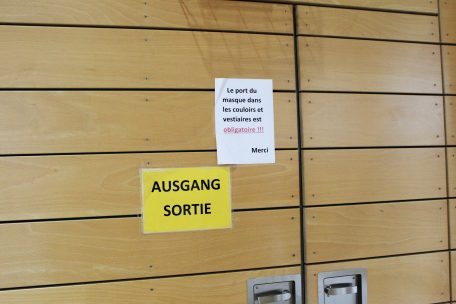 Le port du
masque dans
les couloirs et
vestiaires est
obligatoire !!!
Merci
AUSGANG
SORTIE